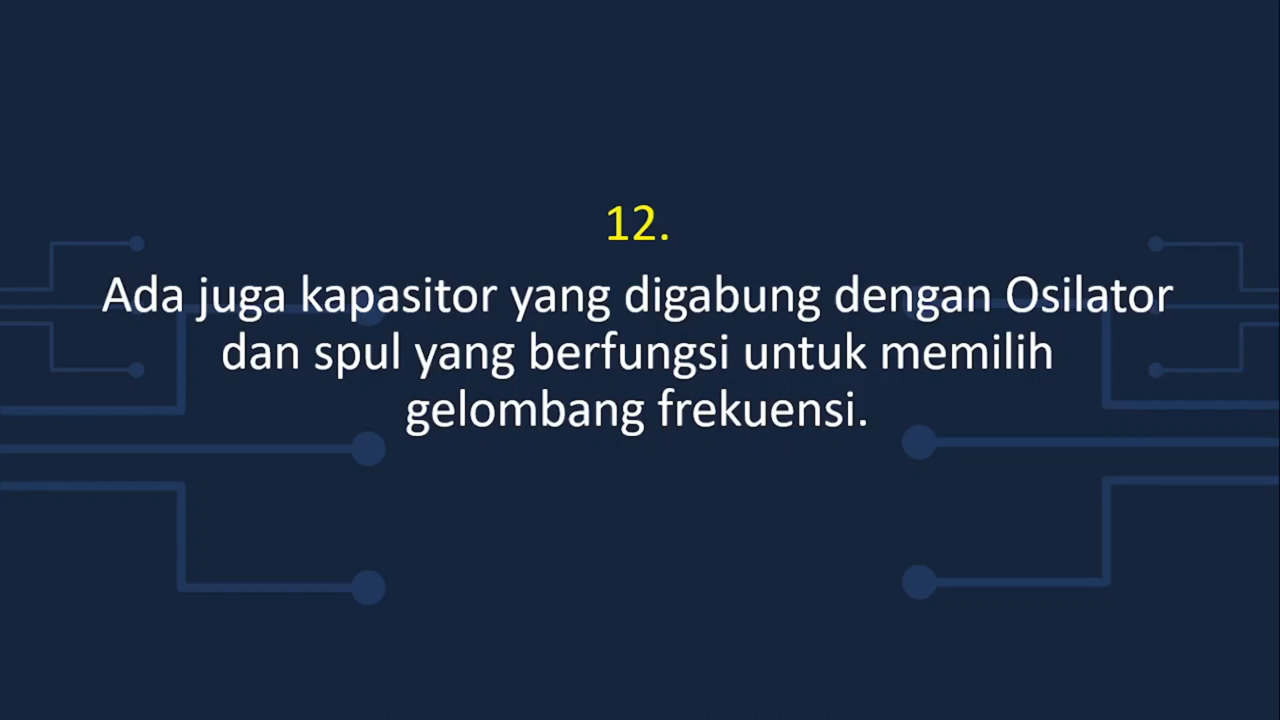 12.
Ada juga kapasitor yang digabung dengan Osilator
dan spul yang berfungsi untuk memilih
gelombang frekuensi.